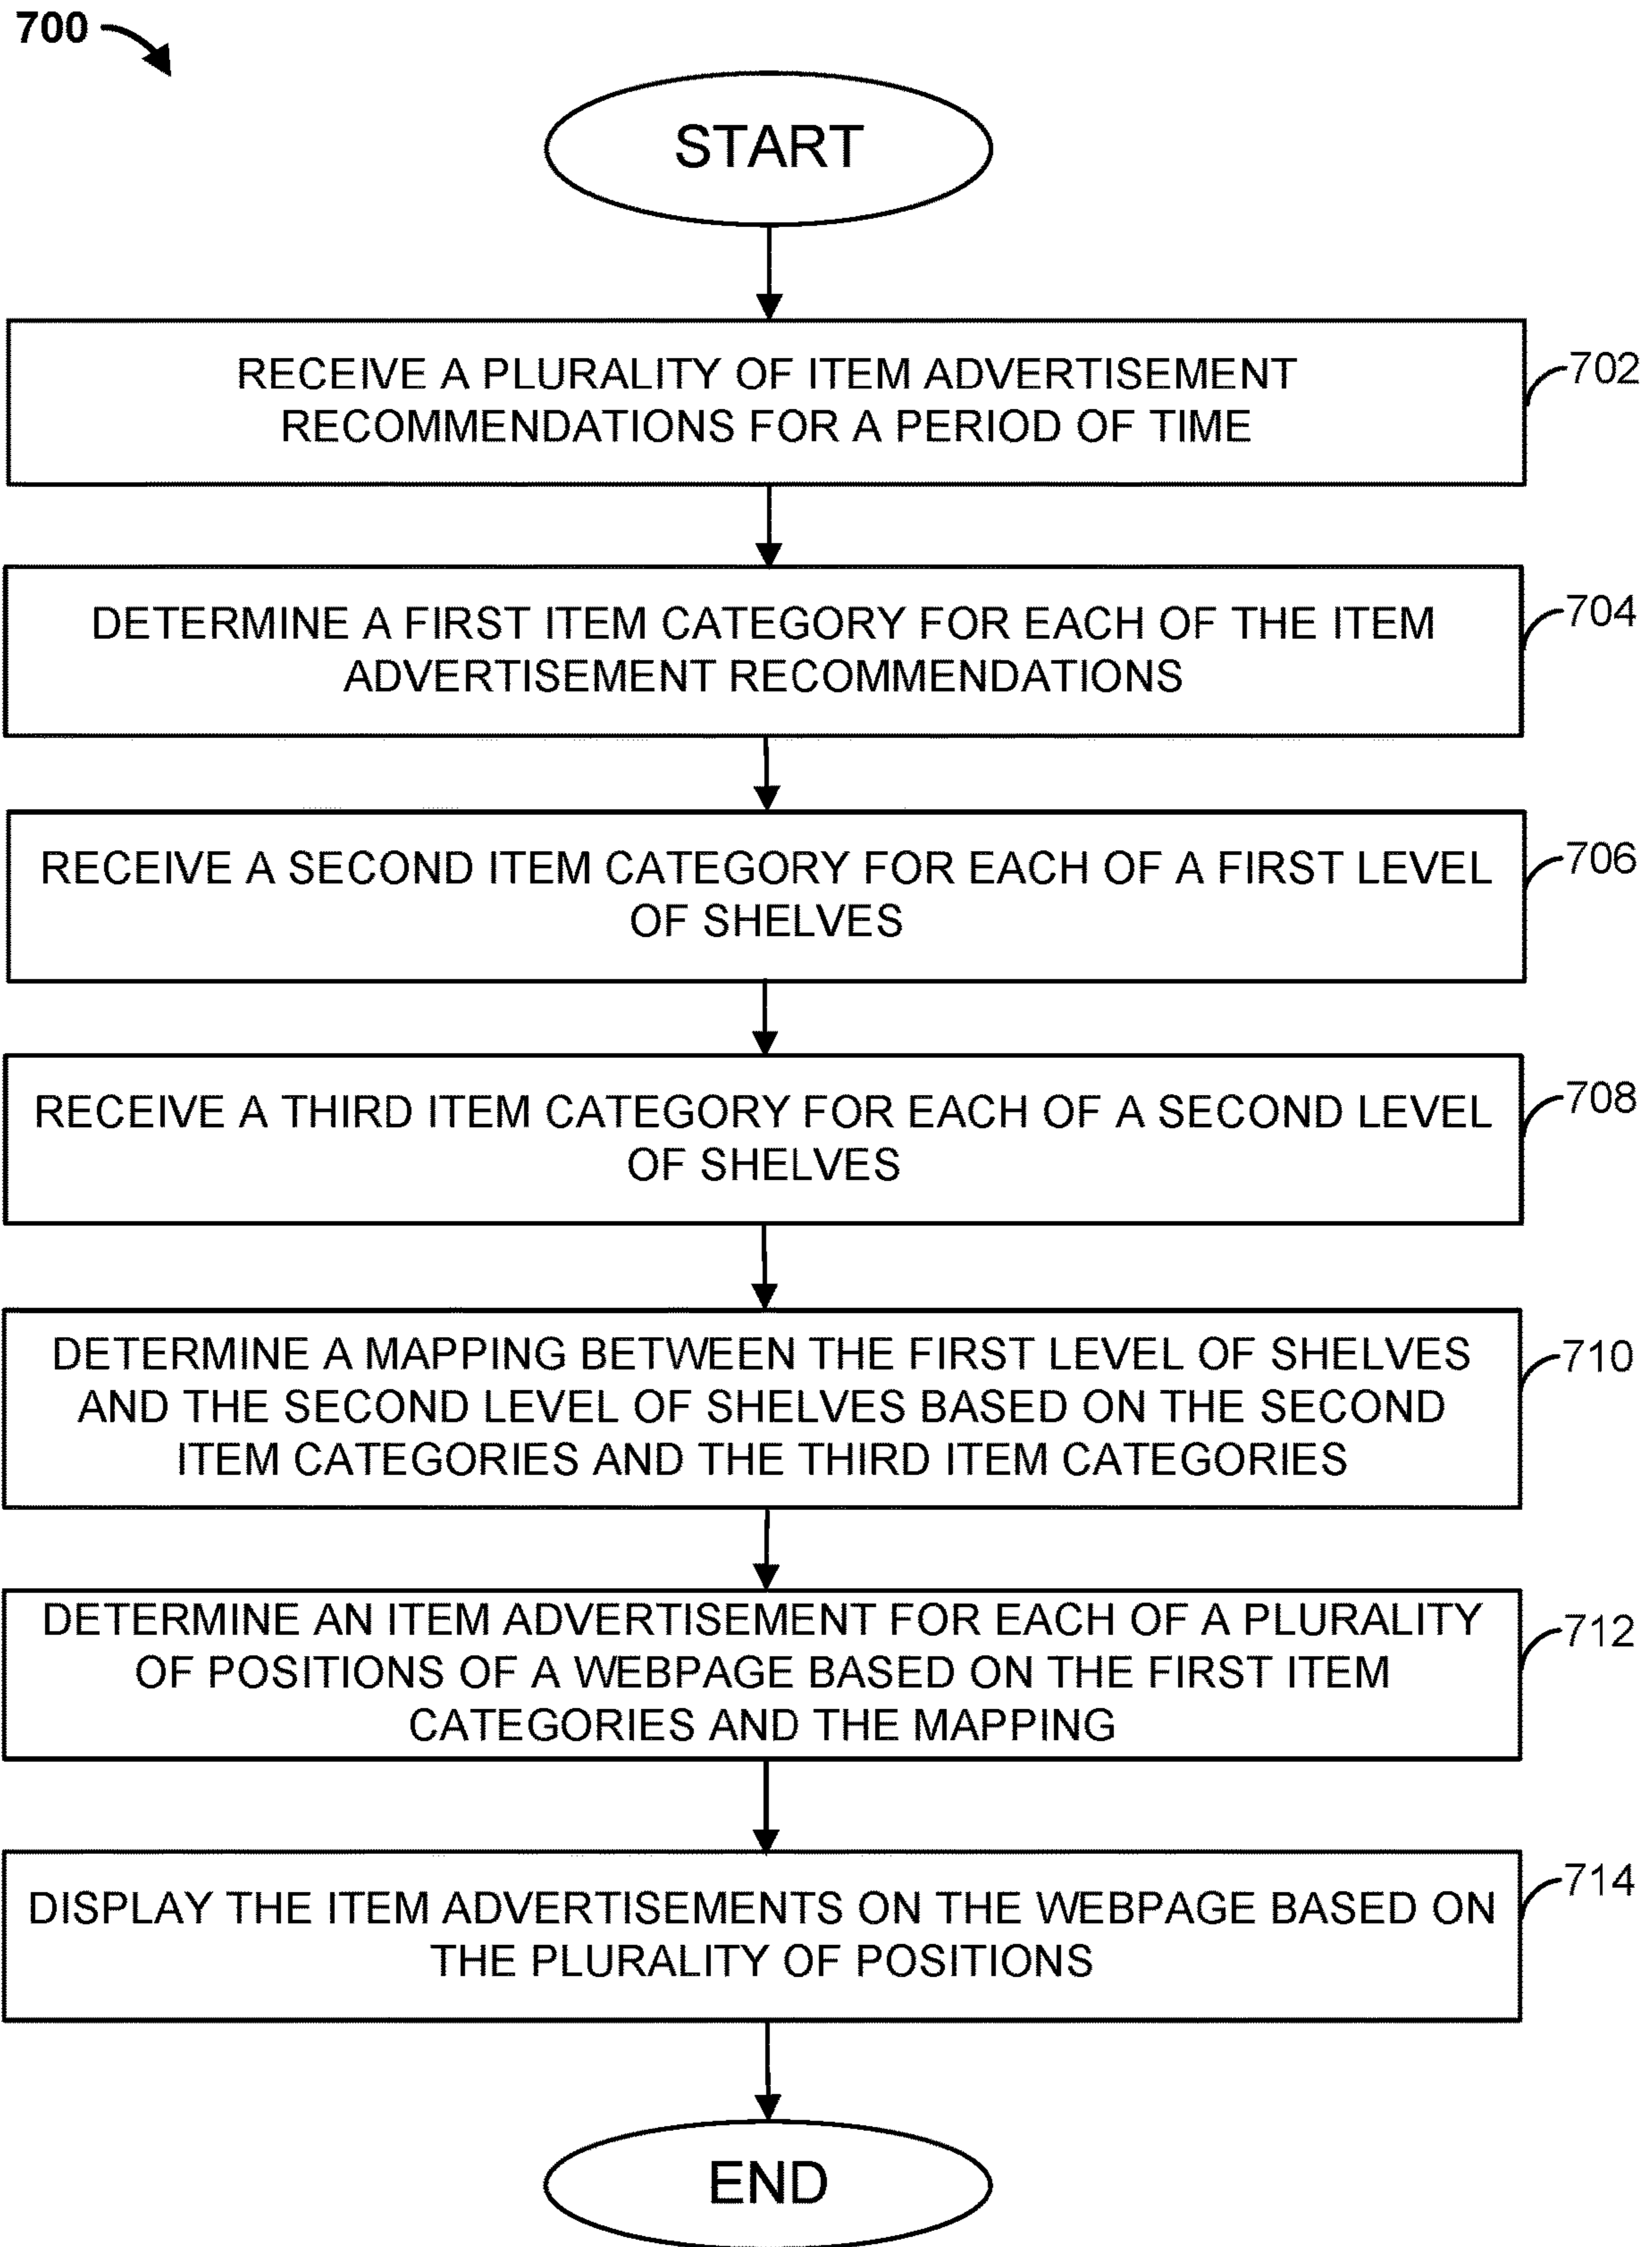 700
START
RECEIVE A PLURALITY OF ITEM ADVERTISEMENT
RECOMMENDATIONS FOR A PERIOD OF TIME
702
DETERMINE A FIRST ITEM CATEGORY FOR EACH OF THE ITEM
ADVERTISEMENT RECOMMENDATIONS
704
RECEIVE A SECOND ITEM CATEGORY FOR EACH OF A FIRST LEVEL
OF SHELVES
706
RECEIVE A THIRD ITEM CATEGORY FOR EACH OF A SECOND LEVEL
OF SHELVES
708
DETERMINE A MAPPING BETWEEN THE FIRST LEVEL OF SHELVES
AND THE SECOND LEVEL OF SHELVES BASED ON THE SECOND
ITEM CATEGORIES AND THE THIRD ITEM CATEGORIES
710
DETERMINE AN ITEM ADVERTISEMENT FOR EACH OF A PLURALITY
OF POSITIONS OF A WEBPAGE BASED ON THE FIRST ITEM
CATEGORIES AND THE MAPPING
712
DISPLAY THE ITEM ADVERTISEMENTS ON THE WEBPAGE BASED ON
THE PLURALITY OF POSITIONS
714
END